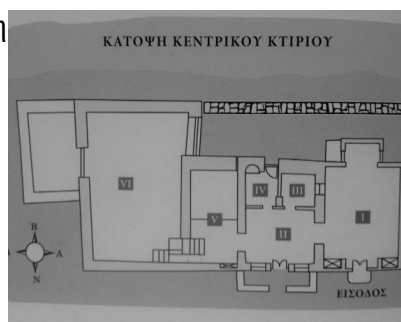 η
ΚΑΤΟΨΗ ΚΕΝΤΡΙΚΟΥ ΚΤΙΡΙΟΥ
VI
IV
III
V
I
II
Β
Δ Α
Ν
ΕΙΣΟΔΟΣ